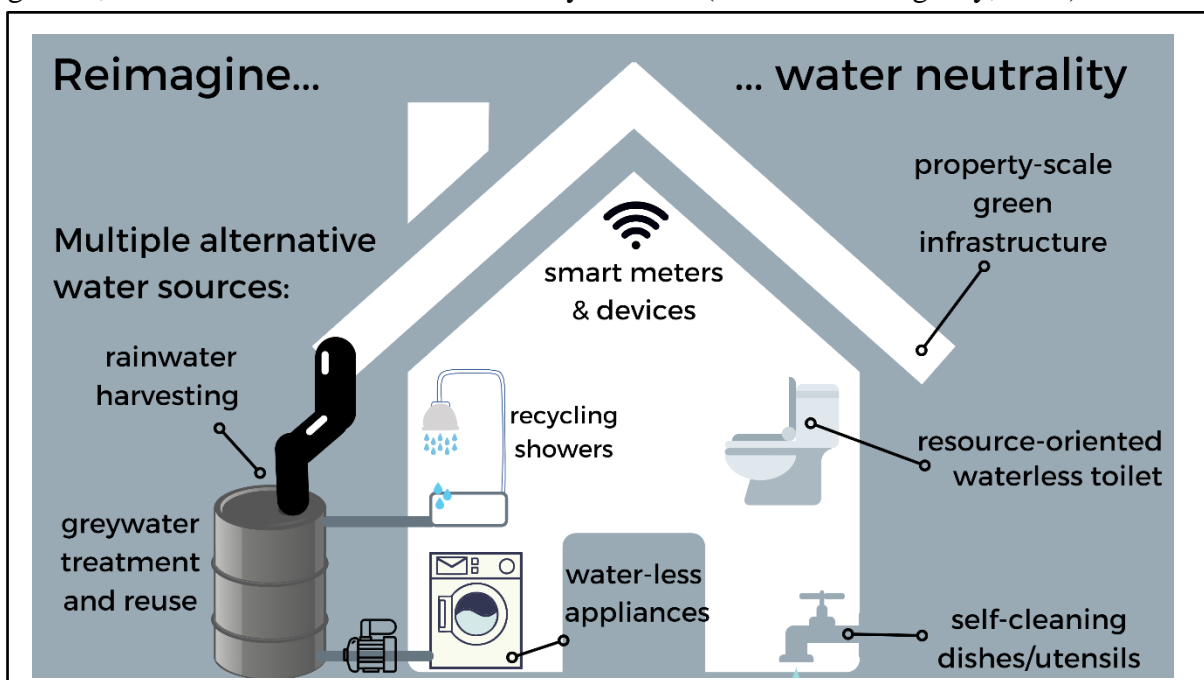 Reimagine...
... water neutrality
property-scale
green
infrastructure
Multiple alternative
water sources:
smart meters
& devices
rainwater
harvesting
recycling
showers
resource-oriented
waterless toilet
greywater
treatment
and reuse
water-less
appliances
self-cleaning
dishes/utensils